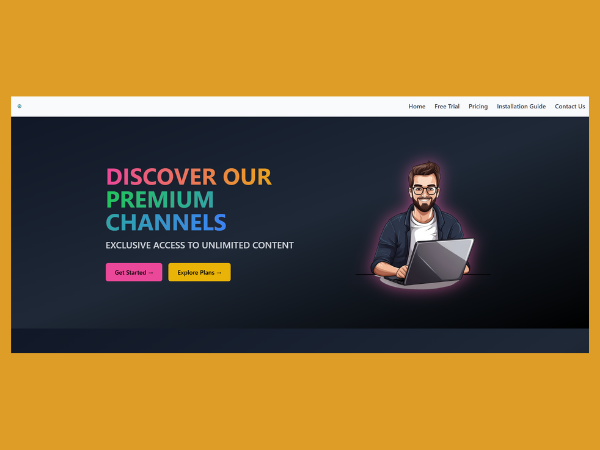 Home Free Trial Pricing Installation Guide Contact Us
DISCOVER OUR
PREMIUM
CHANNELS
EXCLUSIVE ACCESS TO UNLIMITED CONTENT
Get Started → Explore Plans →